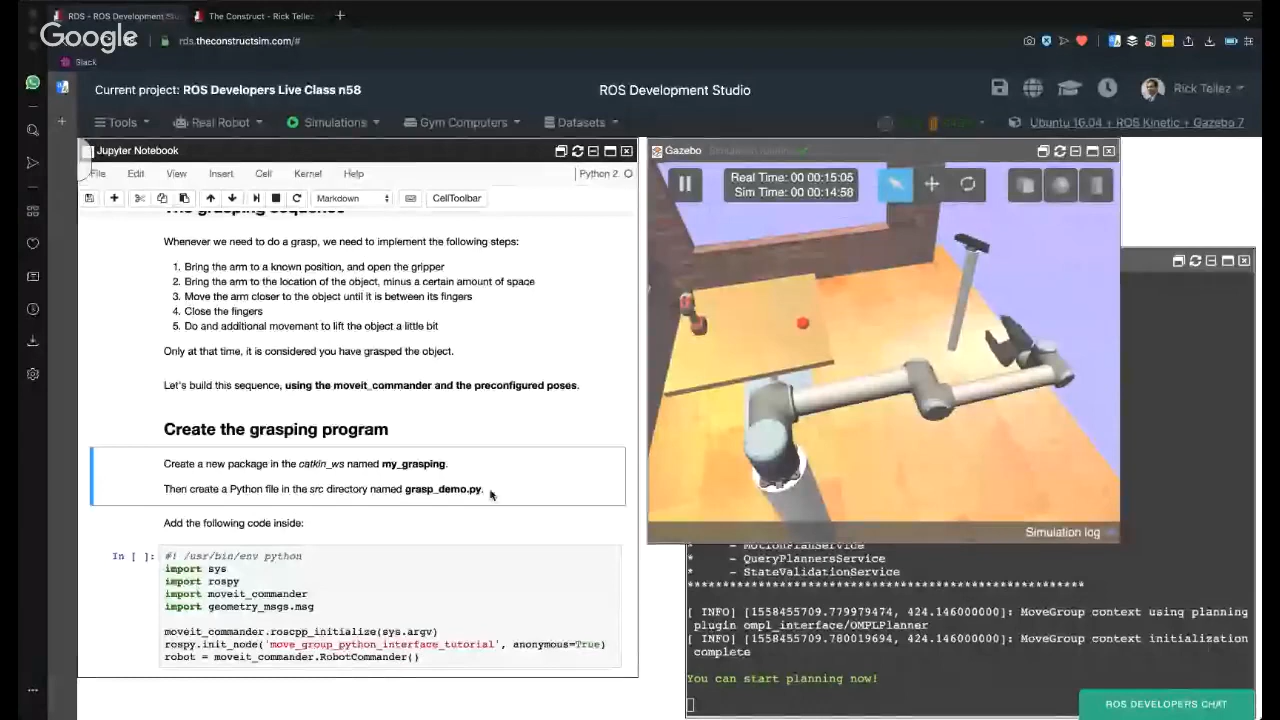 RDS - ROS Development Stu
The Construct - Rick Tellez
Google
rds.theconstructsim.com/#
Slack
Current project: ROS Developers Live Class n58
ROS Development Studio
Rick Tellez
Tools
Real Robot
Simulations
Gym Computers
Datasets
Ubuntu 16.04 + ROS Kinetic + Gazebo 7
Jupyter Notebook
File Edit View Insert Cell Kernel Help
Python 2
Markdown
CellToolbar
The grasping sequence
Whenever we need to do a grasp, we need to implement the following steps:
1. Bring the arm to a known position, and open the gripper
2. Bring the arm to the location of the object, minus a certain amount of space
3. Move the arm closer to the object until it is between its fingers
4. Close the fingers
5. Do and additional movement to lift the object a little bit
Only at that time, it is considered you have grasped the object.
Let's build this sequence, using the moveit_commander and the preconfigured poses.
Create the grasping program
Create a new package in the catkin_ws named my_grasping.
Then create a Python file in the src directory named grasp_demo.py.
Add the following code inside:
In [ ]:
#! /usr/bin/env python
import sys
import rospy
import moveit_commander
import geometry_msgs.msg
moveit_commander.roscpp_initialize(sys.argv)
rospy.init_node('move_group_python_interface_tutorial', anonymous=True)
robot = moveit_commander.RobotCommander()
Gazebo
Real Time: 00 00:15:05
Sim Time: 00 00:14:58
Simulation log
* - MotionPlanService
* - QueryPlannersService
* - StateValidationService
********************************************************
[ INFO] [1558455709.779979474, 424.146000000]: MoveGroup context using planning
plugin ompl_interface/OMPLPlanner
[ INFO] [1558455709.780019694, 424.146000000]: MoveGroup context initialization
complete
You can start planning now!
ROS DEVELOPERS CHAT